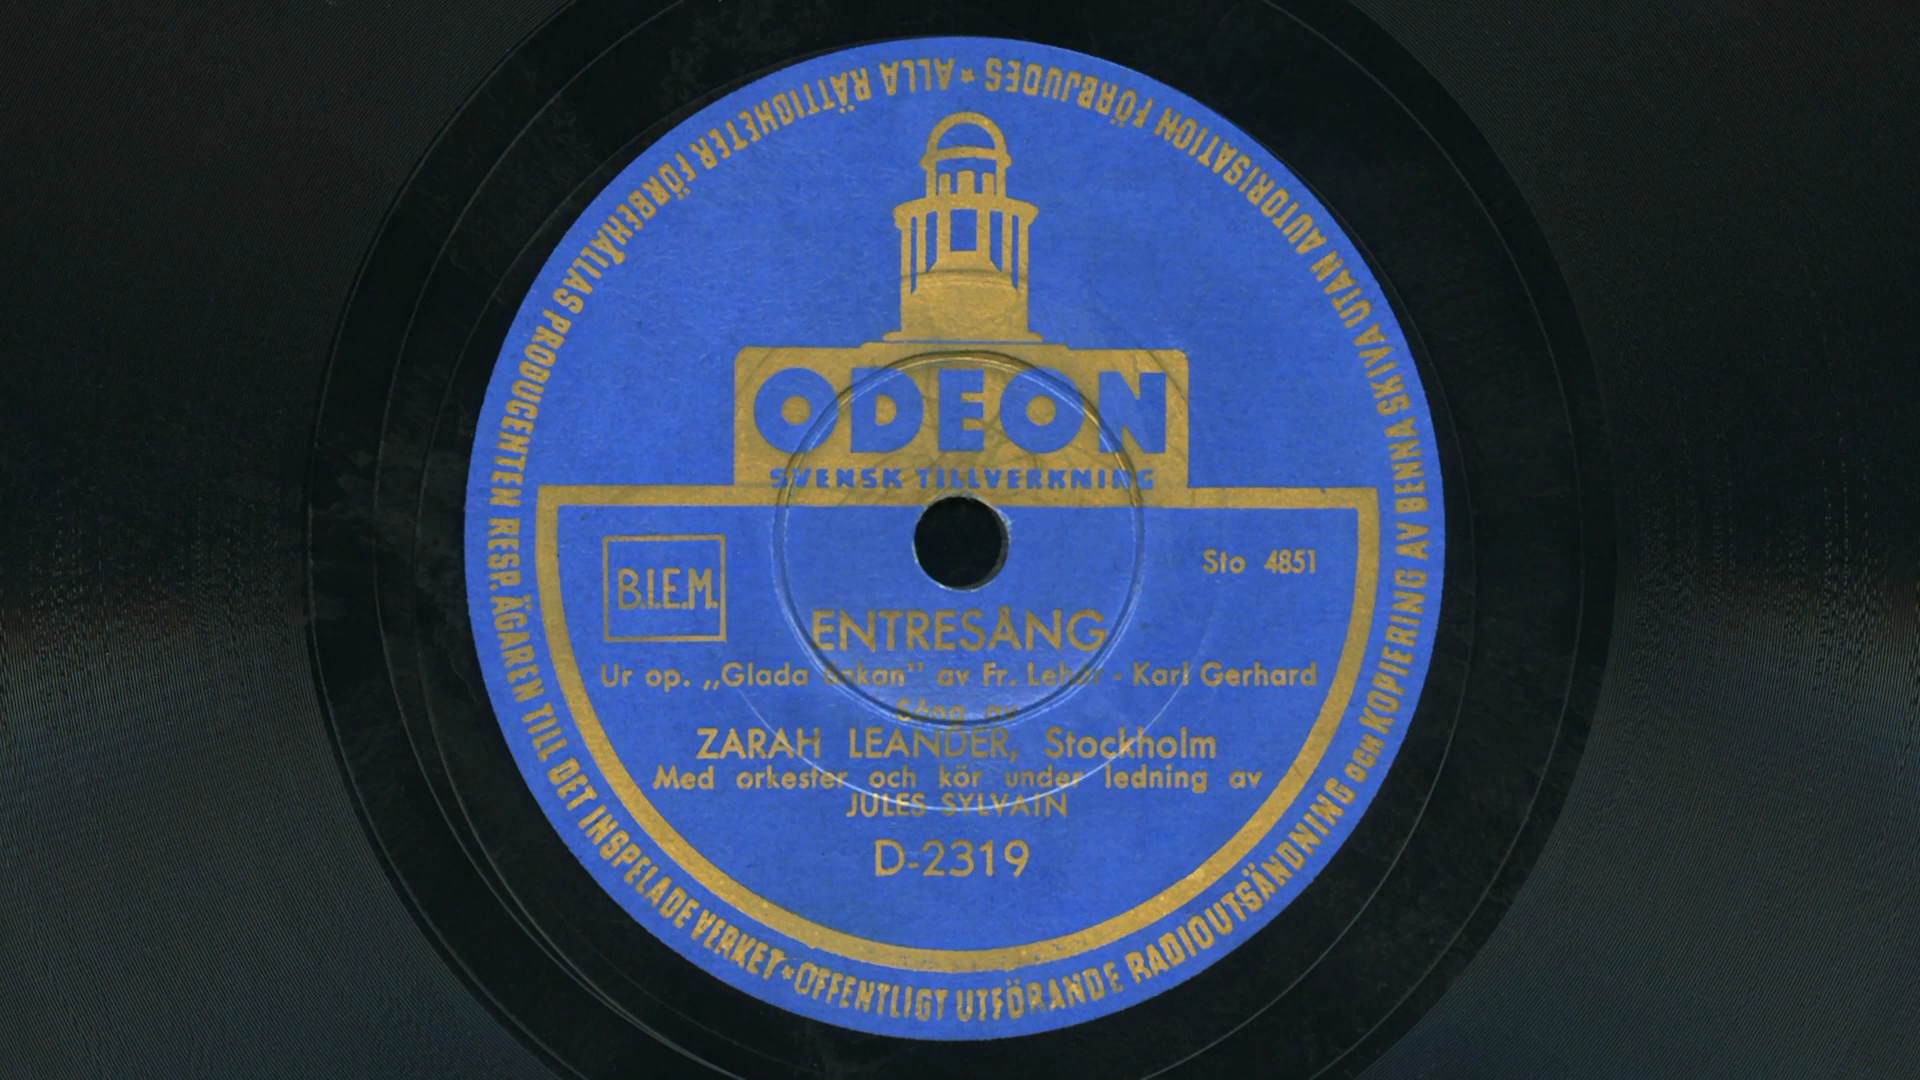 ODEON
SVENSK TILLVERKNING
B.I.E.M.
Sto 4851
ENTRESÅNG
Ur op. „Glada änkan" av Fr. Lehár - Karl Gerhard
Sång av
ZARAH LEANDER, Stockholm
Med orkester och kör under ledning av
JULES SYLVAIN
D-2319
ALLA RÄTTIGHETER FÖRBEHÅLLAS PRODUCENTEN RESP. ÄGAREN TILL DET INSPELADE VERKET * OFFENTLIGT UTFÖRANDE RADIOUTSÄNDNING OCH KOPIERING AV DENNA SKIVA UTAN AUTORISATION FÖRBJUDES *